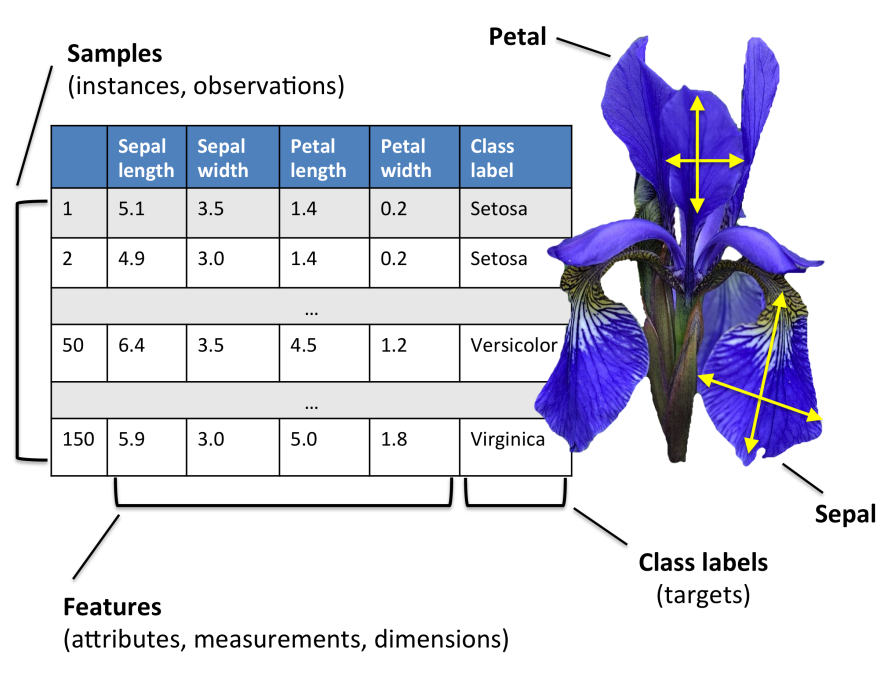 Petal
Samples
(instances, observations)
Sepal length Sepal width Petal length Petal width Class label
1 5.1 3.5 1.4 0.2 Setosa
2 4.9 3.0 1.4 0.2 Setosa
...
50 6.4 3.5 4.5 1.2 Versicolor
...
150 5.9 3.0 5.0 1.8 Virginica
Sepal
Class labels
(targets)
Features
(attributes, measurements, dimensions)